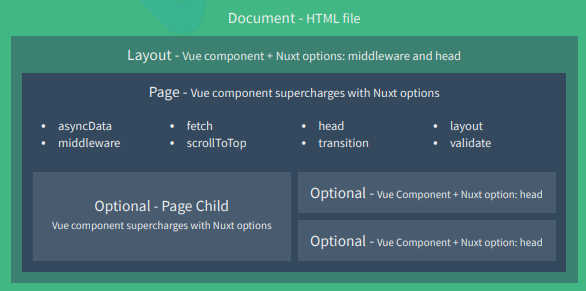 Document - HTML file
Layout - Vue component + Nuxt options: middleware and head
Page - Vue component supercharges with Nuxt options
• asyncData • fetch • head • layout
• middleware • scrollToTop • transition • validate
Optional - Page Child
Vue component supercharges with Nuxt options
Optional - Vue Component + Nuxt option: head
Optional - Vue Component + Nuxt option: head